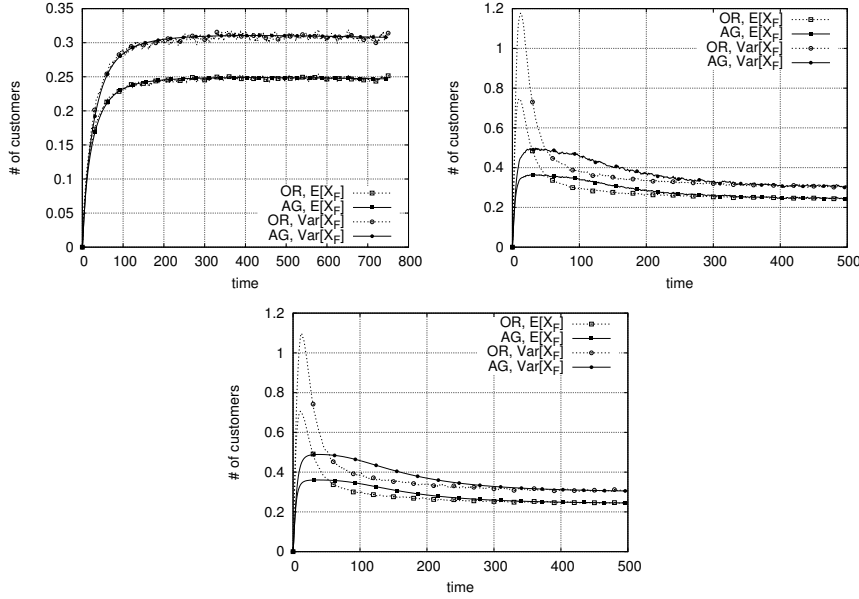 0.35
0.3
0.25
0.2
0.15
0.1
0.05
0
# of customers
OR, E[X_F]
AG, E[X_F]
OR, Var[X_F]
AG, Var[X_F]
0 100 200 300 400 500 600 700 800
time
1.2
1
0.8
0.6
0.4
0.2
0
# of customers
OR, E[X_F]
AG, E[X_F]
OR, Var[X_F]
AG, Var[X_F]
0 100 200 300 400 500
time
1.2
1
0.8
0.6
0.4
0.2
0
# of customers
OR, E[X_F]
AG, E[X_F]
OR, Var[X_F]
AG, Var[X_F]
0 100 200 300 400 500
time